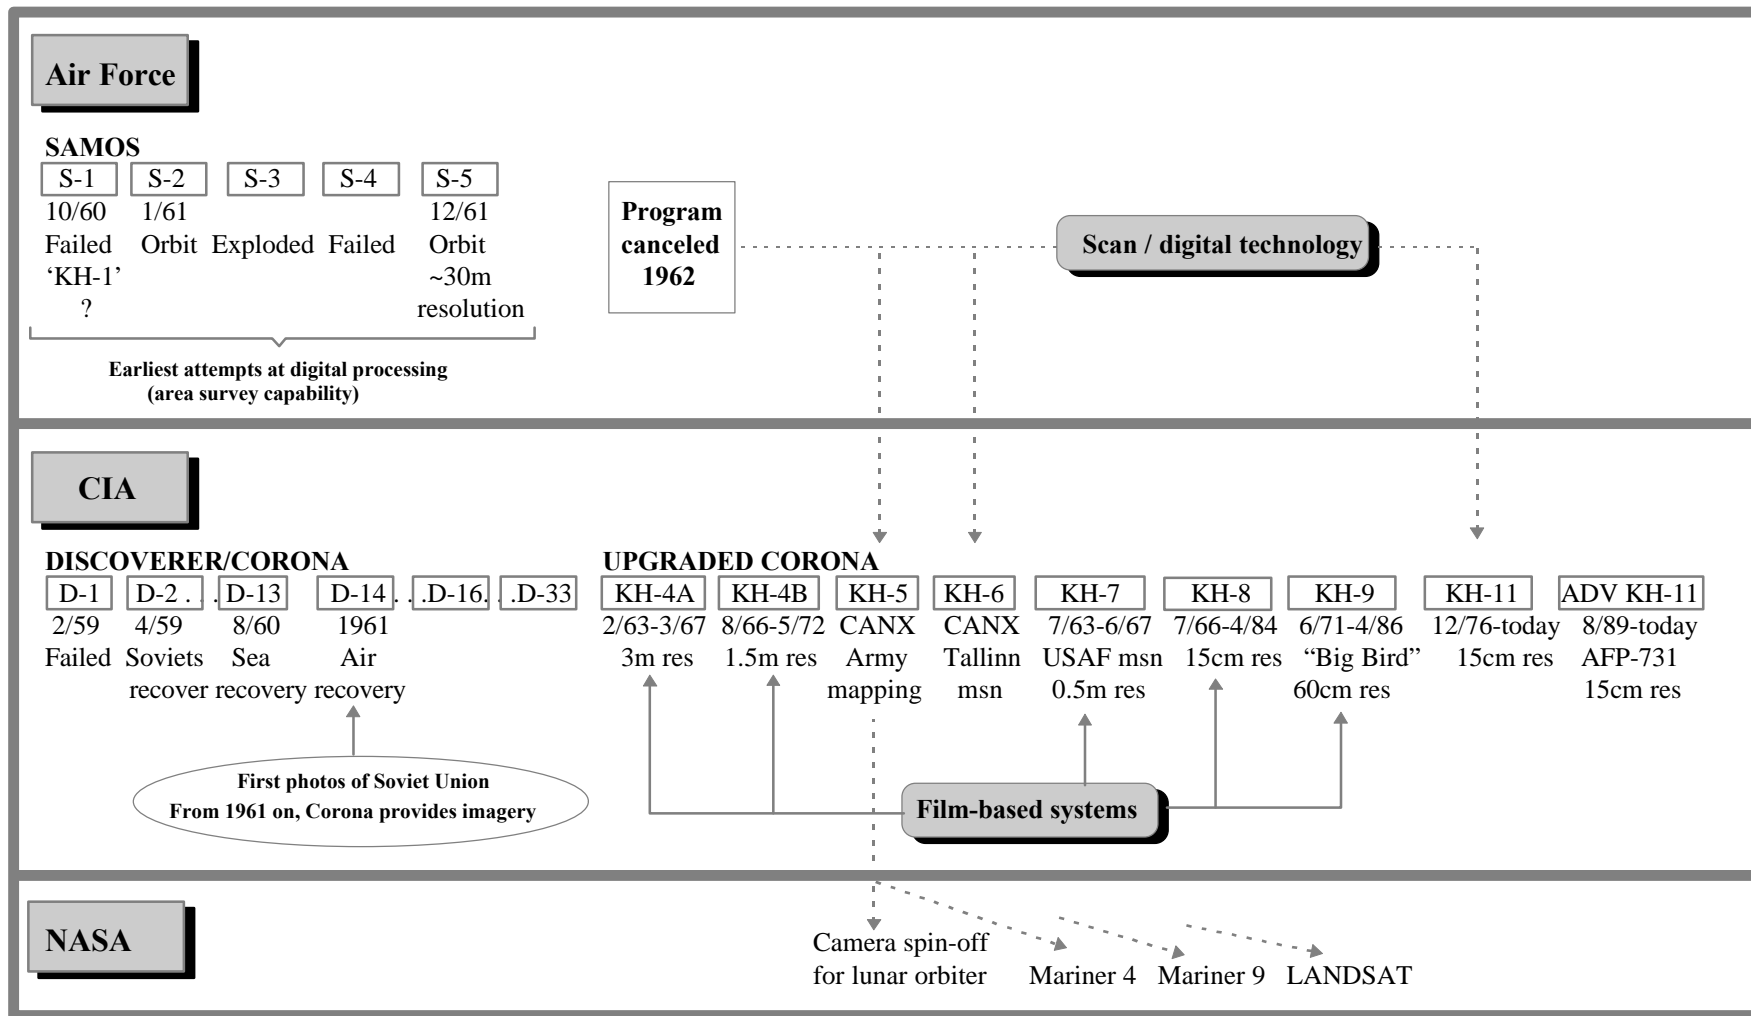 Air Force
SAMOS
S-1 S-2 S-3 S-4 S-5
10/60 1/61 12/61
Failed Orbit Exploded Failed Orbit
‘KH-1’ ~30m
? resolution
Earliest attempts at digital processing
(area survey capability)
Program
canceled
1962
Scan / digital technology
CIA
DISCOVERER/CORONA
D-1 D-2 . . .D-13 D-14. . .D-16. . .D-33
2/59 4/59 8/60 1961
Failed Soviets Sea Air
recover recovery recovery
First photos of Soviet Union
From 1961 on, Corona provides imagery
UPGRADED CORONA
KH-4A KH-4B KH-5 KH-6 KH-7 KH-8 KH-9 KH-11 ADV KH-11
2/63-3/67 8/66-5/72 CANX CANX 7/63-6/67 7/66-4/84 6/71-4/86 12/76-today 8/89-today
3m res 1.5m res Army Tallinn USAF msn 15cm res “Big Bird” 15cm res AFP-731
mapping msn 0.5m res 60cm res 15cm res
Film-based systems
NASA
Camera spin-off
for lunar orbiter Mariner 4 Mariner 9 LANDSAT